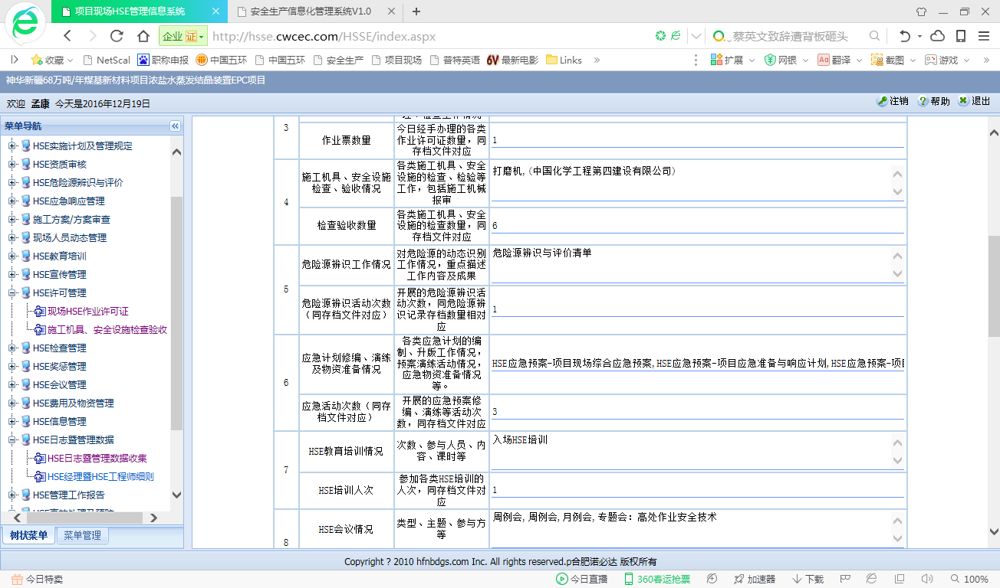 项目现场HSE管理信息系统
安全生产信息化管理系统V1.0
企业 证
http://hsse.cwcec.com/HSSE/index.aspx
蔡英文致辞遭背板砸头
收藏 NetScal 职称申报 中国五环 中国五环 安全生产 项目现场 普特英语 6V 最新电影 Links » 扩展 网银 Aa 翻译 截图 游戏 »
神华新疆68万吨/年煤基新材料项目浓盐水蒸发结晶装置EPC项目
欢迎 孟康 今天是2016年12月19日
注销 帮助 退出
菜单导航
HSE实施计划及管理规定
HSE资质审核
HSE危险源辨识与评价
HSE应急响应管理
施工方案/方案审查
现场人员动态管理
HSE教育培训
HSE宣传管理
HSE许可管理
现场HSE作业许可证
施工机具、安全设施检查验收
HSE检查管理
HSE奖惩管理
HSE会议管理
HSE费用及物资管理
HSE信息管理
HSE日志暨管理数据
HSE日志暨管理数据收集
HSE经理暨HSE工程师细则
HSE管理工作报告
树状菜单 菜单管理
3
作业票数量
今日经手办理的各类
作业许可证数量，同
存档文件对应
1
4
施工机具、安全设施
检查、验收情况
各类施工机具、安全
设施的检查、检验等
工作，包括施工机械
报审
打磨机,(中国化学工程第四建设有限公司)
检查验收数量
各类施工机具、安全
设施的检查数量，同
存档文件对应
6
5
危险源辨识工作情况
对危险源的动态识别
工作情况，重点描述
工作内容及成果
危险源辨识与评价清单
危险源辨识活动次数
（同存档文件对应）
开展的危险源辨识活
动次数，同危险源辨
识记录存档数量相对
应
1
6
应急计划修编、演练
及物资准备情况
各类应急计划的编
制、升版工作情况，
预案演练活动情况，
应急物资准备情况
等。
HSE应急预案-项目现场综合应急预案,HSE应急预案-项目应急准备与响应计划,HSE应急预案-项目
应急活动次数（同存
档文件对应）
开展的应急预案修
编、演练等活动次
数，同存档文件对应
3
7
HSE教育培训情况
次数、参与人员、内
容、课时等
入场HSE培训
HSE培训人次
参加各类HSE培训的
人次，同存档文件对
应
1
8
HSE会议情况
类型、主题、参与方
等
周例会,周例会,月例会,专题会：高处作业安全技术
Copyright ? 2010 hfnbdgs.com Inc. All rights reserved.p合肥诺必达 版权所有
今日特卖
今日直播 360春运抢票 加速器 下载 100%